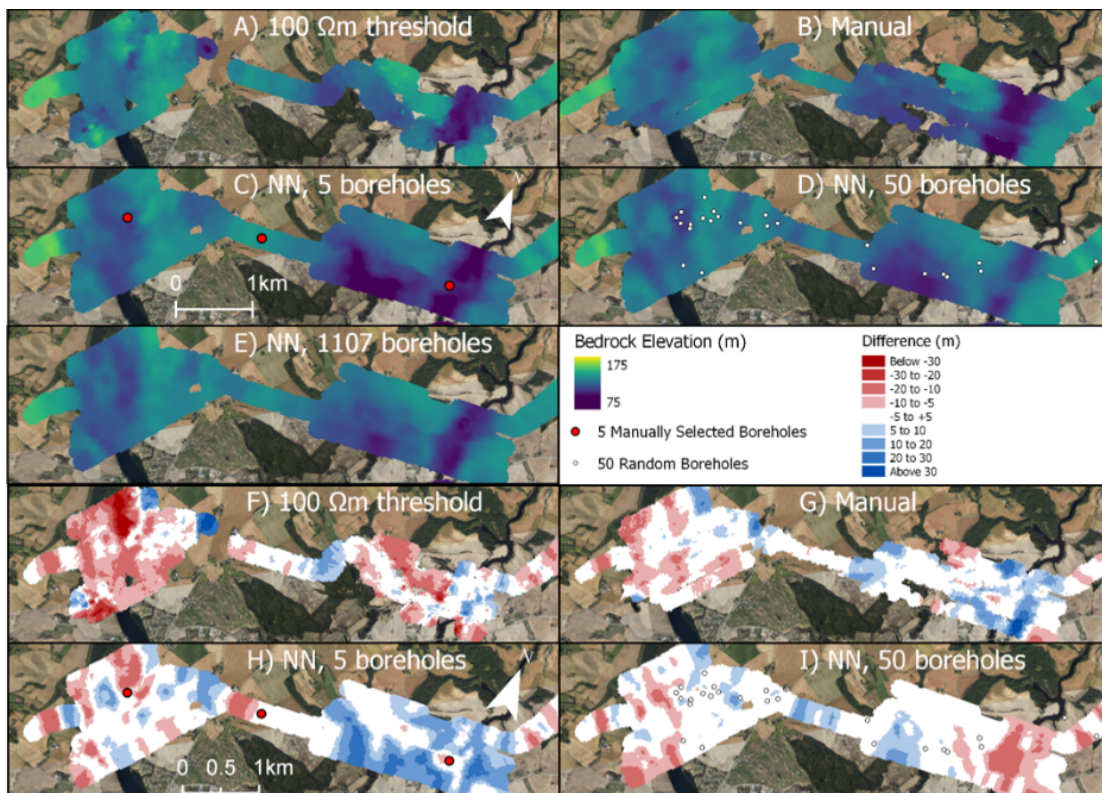 A) 100 Ωm threshold
B) Manual
C) NN, 5 boreholes
N
0 1km
D) NN, 50 boreholes
E) NN, 1107 boreholes
Bedrock Elevation (m)
175
75
5 Manually Selected Boreholes
50 Random Boreholes
Difference (m)
Below -30
-30 to -20
-20 to -10
-10 to -5
-5 to +5
5 to 10
10 to 20
20 to 30
Above 30
F) 100 Ωm threshold
G) Manual
H) NN, 5 boreholes
N
0 0.5 1km
I) NN, 50 boreholes